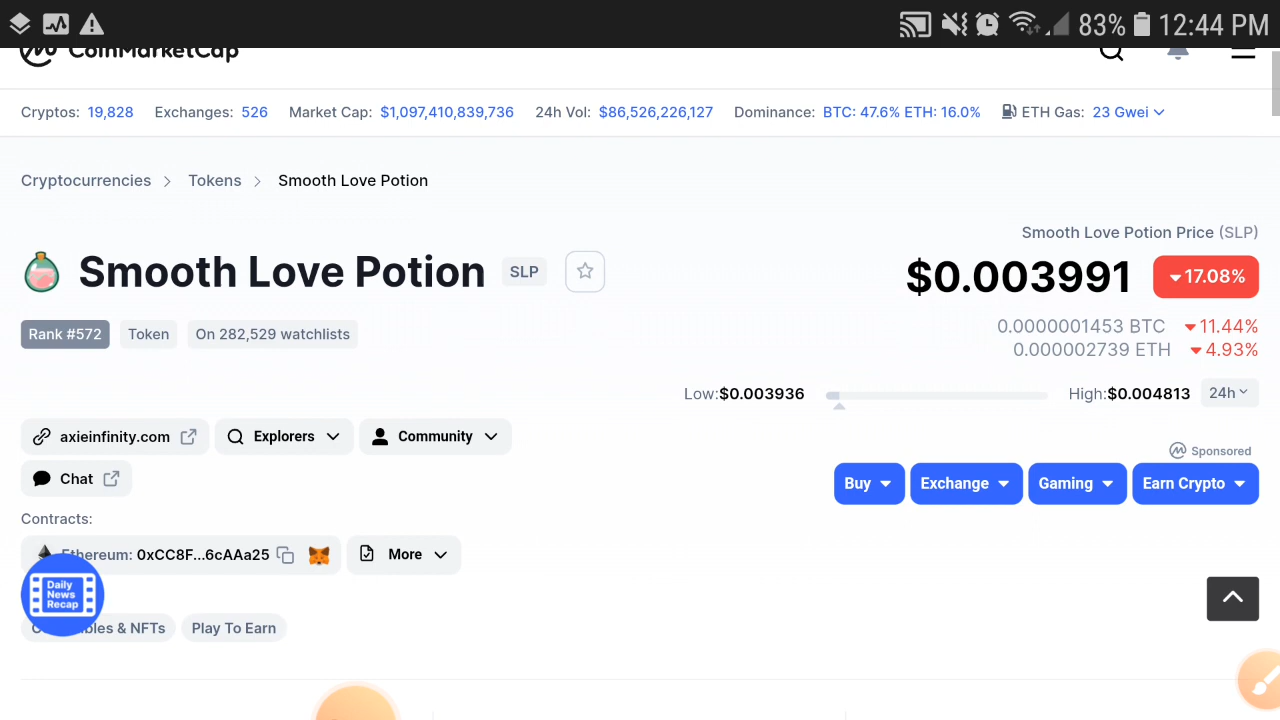 83% 12:44 PM
CoinMarketCap
Cryptos: 19,828 Exchanges: 526 Market Cap: $1,097,410,839,736 24h Vol: $86,526,226,127 Dominance: BTC: 47.6% ETH: 16.0% ETH Gas: 23 Gwei
Cryptocurrencies > Tokens > Smooth Love Potion
Smooth Love Potion Price (SLP)
Smooth Love Potion SLP $0.003991 17.08%
Rank #572 Token On 282,529 watchlists 0.0000001453 BTC 11.44%
0.000002739 ETH 4.93%
Low:$0.003936 High:$0.004813 24h
axieinfinity.com Explorers Community
Sponsored
Chat Buy Exchange Gaming Earn Crypto
Contracts:
Ethereum: 0xCC8F...6cAAa25 More
Daily
News
Recap
& NFTs Play To Earn